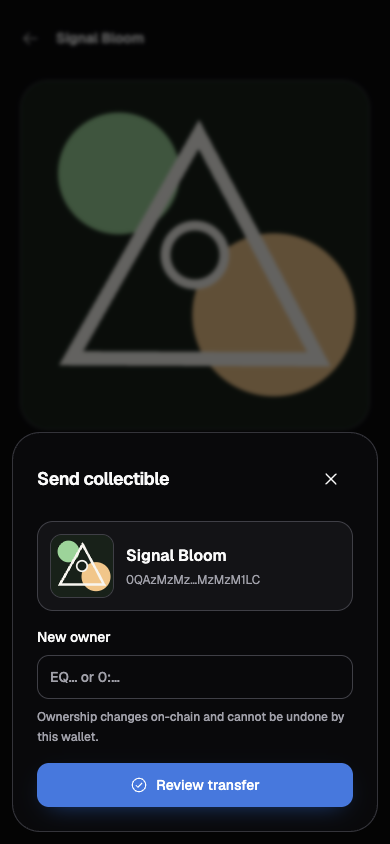 Signal Bloom
Send collectible
Signal Bloom
0QAzMzMz…MzMzM1LC
New owner
EQ… or 0:…
Ownership changes on-chain and cannot be undone by
this wallet.
Review transfer